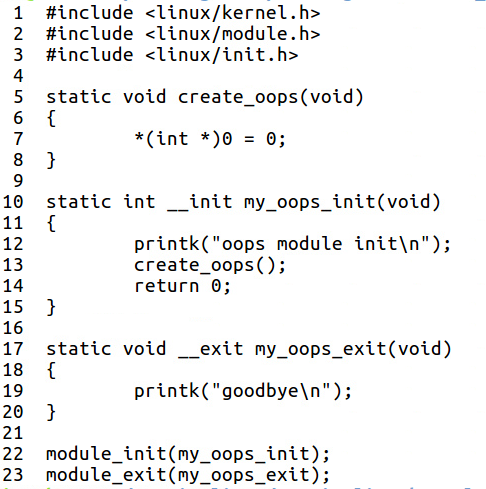 1 #include <linux/kernel.h>
2 #include <linux/module.h>
3 #include <linux/init.h>
4
5 static void create_oops(void)
6 {
7         *(int *)0 = 0;
8 }
9
10 static int __init my_oops_init(void)
11 {
12         printk("oops module init\n");
13         create_oops();
14         return 0;
15 }
16
17 static void __exit my_oops_exit(void)
18 {
19         printk("goodbye\n");
20 }
21
22 module_init(my_oops_init);
23 module_exit(my_oops_exit);